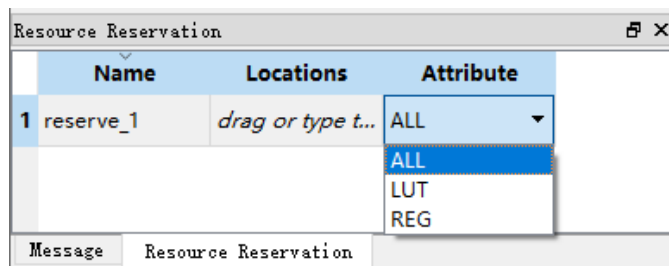 Resource Reservation
Name Locations Attribute
1 reserve_1 drag or type t... ALL
ALL
LUT
REG
Message Resource Reservation